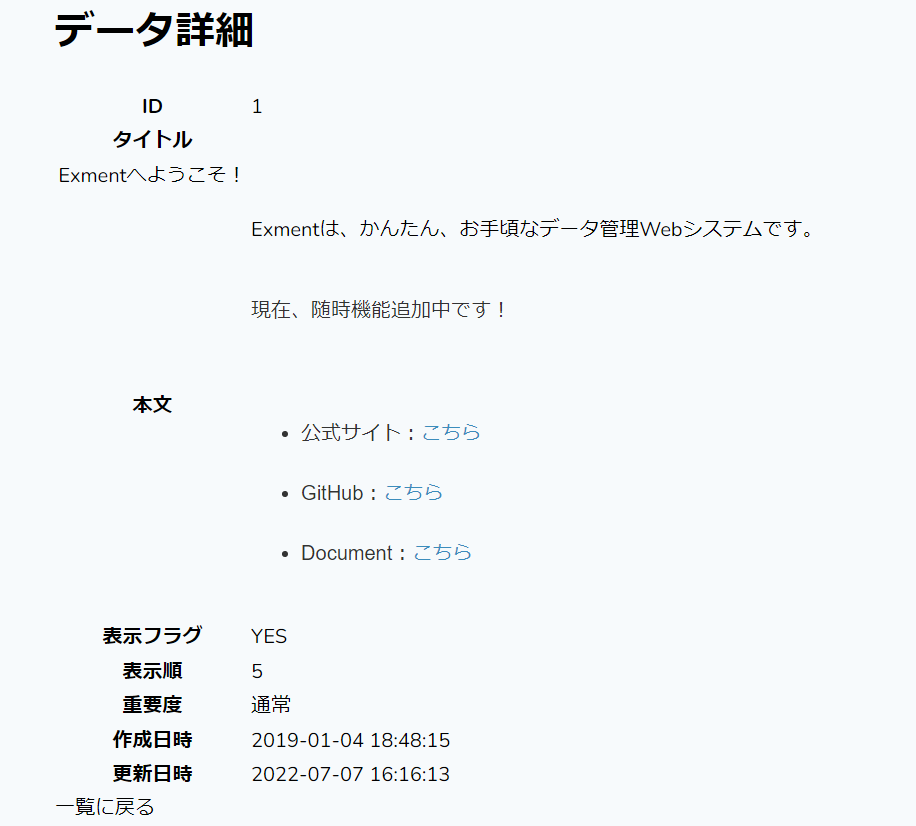 データ詳細
ID 1
タイトル
Exmentへようこそ！
Exmentは、かんたん、お手頃なデータ管理Webシステムです。
現在、随時機能追加中です！
本文
• 公式サイト：こちら
• GitHub：こちら
• Document：こちら
表示フラグ YES
表示順 5
重要度 通常
作成日時 2019-01-04 18:48:15
更新日時 2022-07-07 16:16:13
一覧に戻る